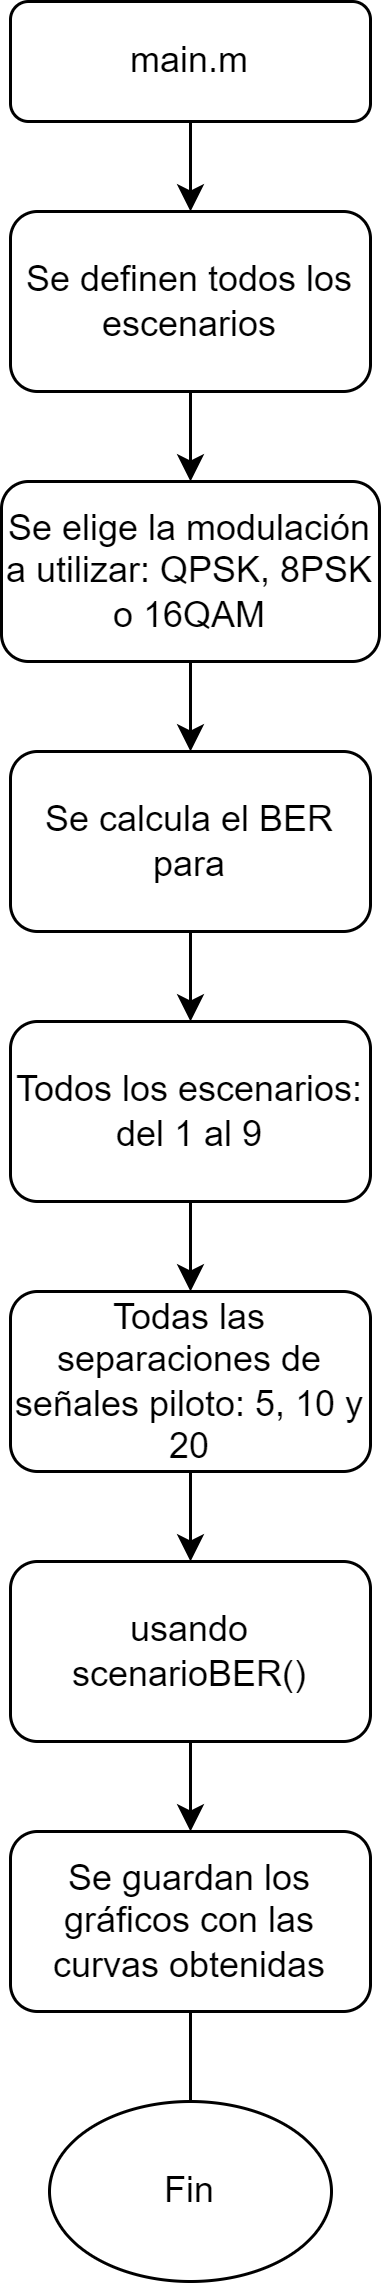 main.m
Se definen todos los
escenarios
Se elige la modulación
a utilizar: QPSK, 8PSK
o 16QAM
Se calcula el BER
para
Todos los escenarios:
del 1 al 9
Todas las
separaciones de
señales piloto: 5, 10 y
20
usando
scenarioBER()
Se guardan los
gráficos con las
curvas obtenidas
Fin